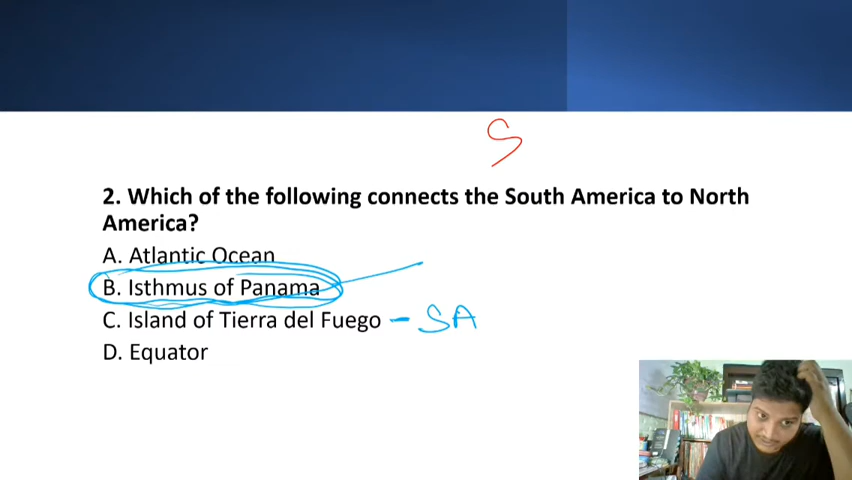 S
2. Which of the following connects the South America to North
America?
A. Atlantic Ocean
B. Isthmus of Panama
C. Island of Tierra del Fuego - SA
D. Equator